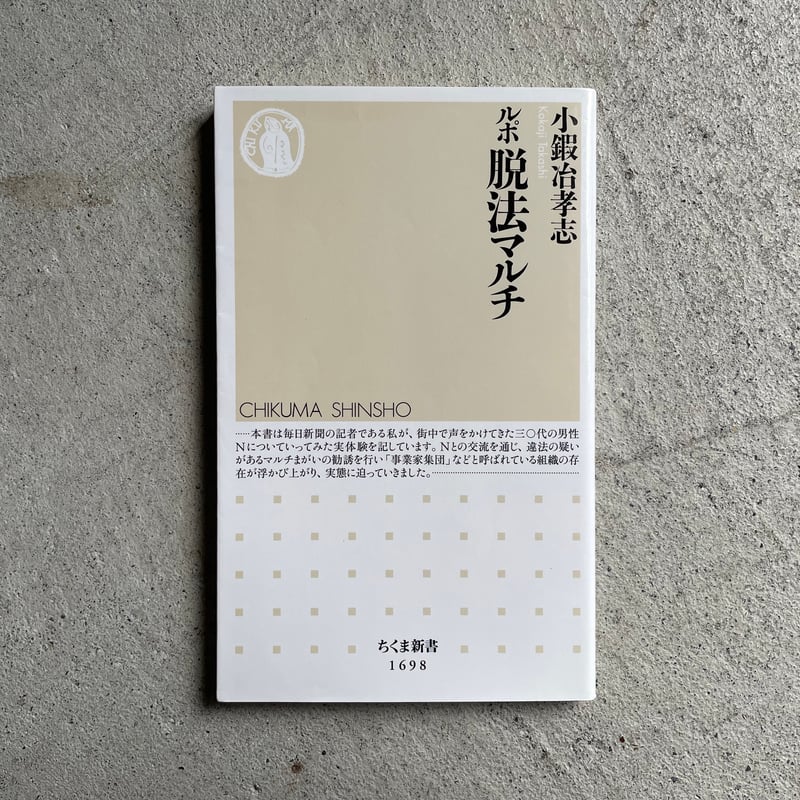 小鍜冶孝志
Kokaji Takashi
ルポ 脱法マルチ
CHIKUMA
CHIKUMA SHINSHO
……本書は毎日新聞の記者である私が、街中で声をかけてきた三〇代の男性
Nについていってみた実体験を記しています。Nとの交流を通じ、違法の疑い
があるマルチまがいの勧誘を行い「事業家集団」などと呼ばれている組織の存
在が浮かび上がり、実態に迫っていきました。……………………………
ちくま新書
1698